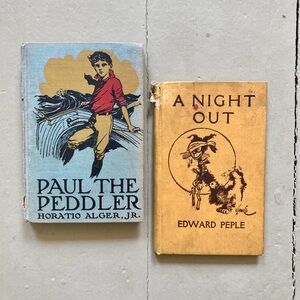 PAUL THE
PEDDLER
HORATIO ALGER, JR.
A NIGHT
OUT
EDWARD PEPLE